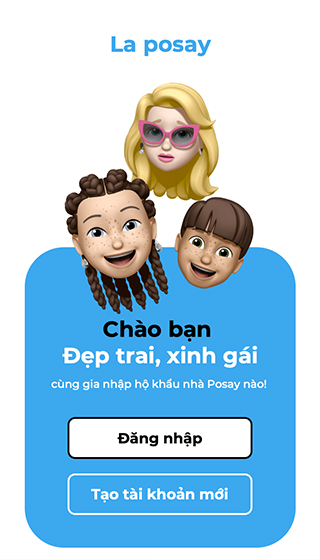 La posay
Chào bạn
Đẹp trai, xinh gái
cùng gia nhập hộ khẩu nhà Posay nào!
Đăng nhập
Tạo tài khoản mới